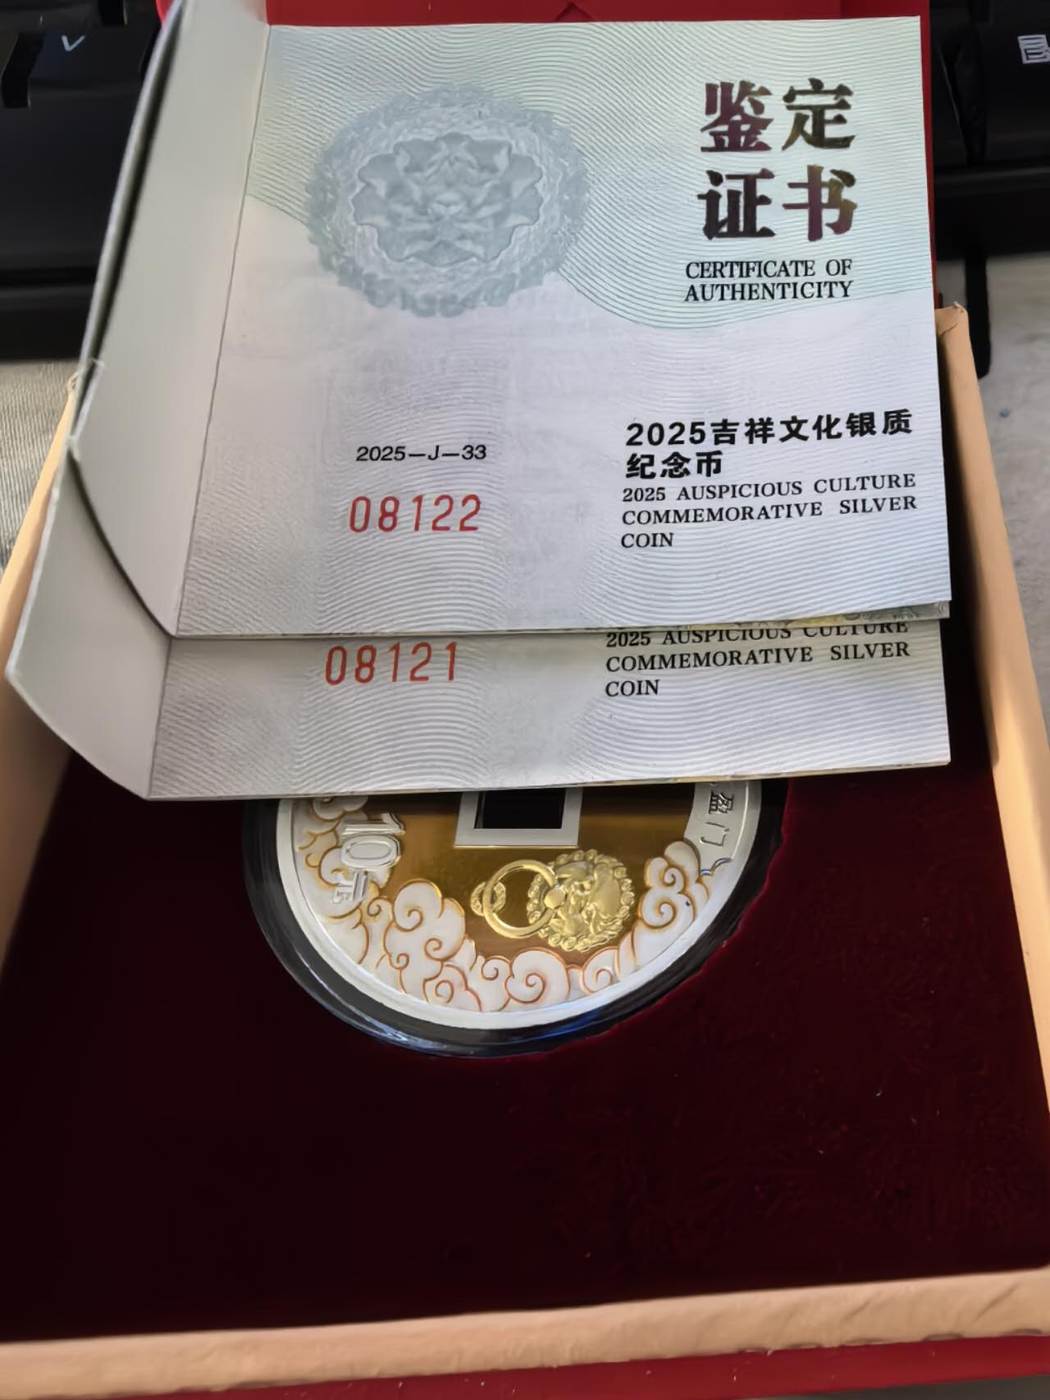 V
鉴定
证书
CERTIFICATE OF
AUTHENTICITY
2025吉祥文化银质
纪念币
2025 AUSPICIOUS CULTURE
COMMEMORATIVE SILVER
COIN
2025—J—33
08122
2025 AUSPICIOUS CULTURE
COMMEMORATIVE SILVER
COIN
08121
10元
盈门